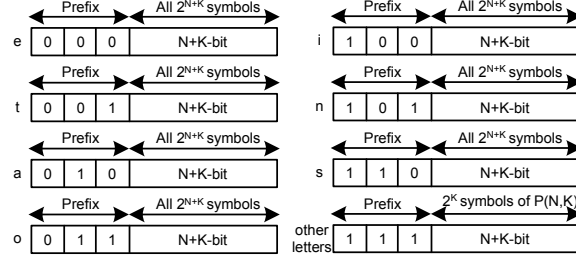 Prefix All 2^{N+K} symbols
e 0 0 0 N+K-bit
Prefix All 2^{N+K} symbols
t 0 0 1 N+K-bit
Prefix All 2^{N+K} symbols
a 0 1 0 N+K-bit
Prefix All 2^{N+K} symbols
o 0 1 1 N+K-bit
Prefix All 2^{N+K} symbols
i 1 0 0 N+K-bit
Prefix All 2^{N+K} symbols
n 1 0 1 N+K-bit
Prefix All 2^{N+K} symbols
s 1 1 0 N+K-bit
Prefix 2^K symbols of P(N,K)
other
letters 1 1 1 N+K-bit